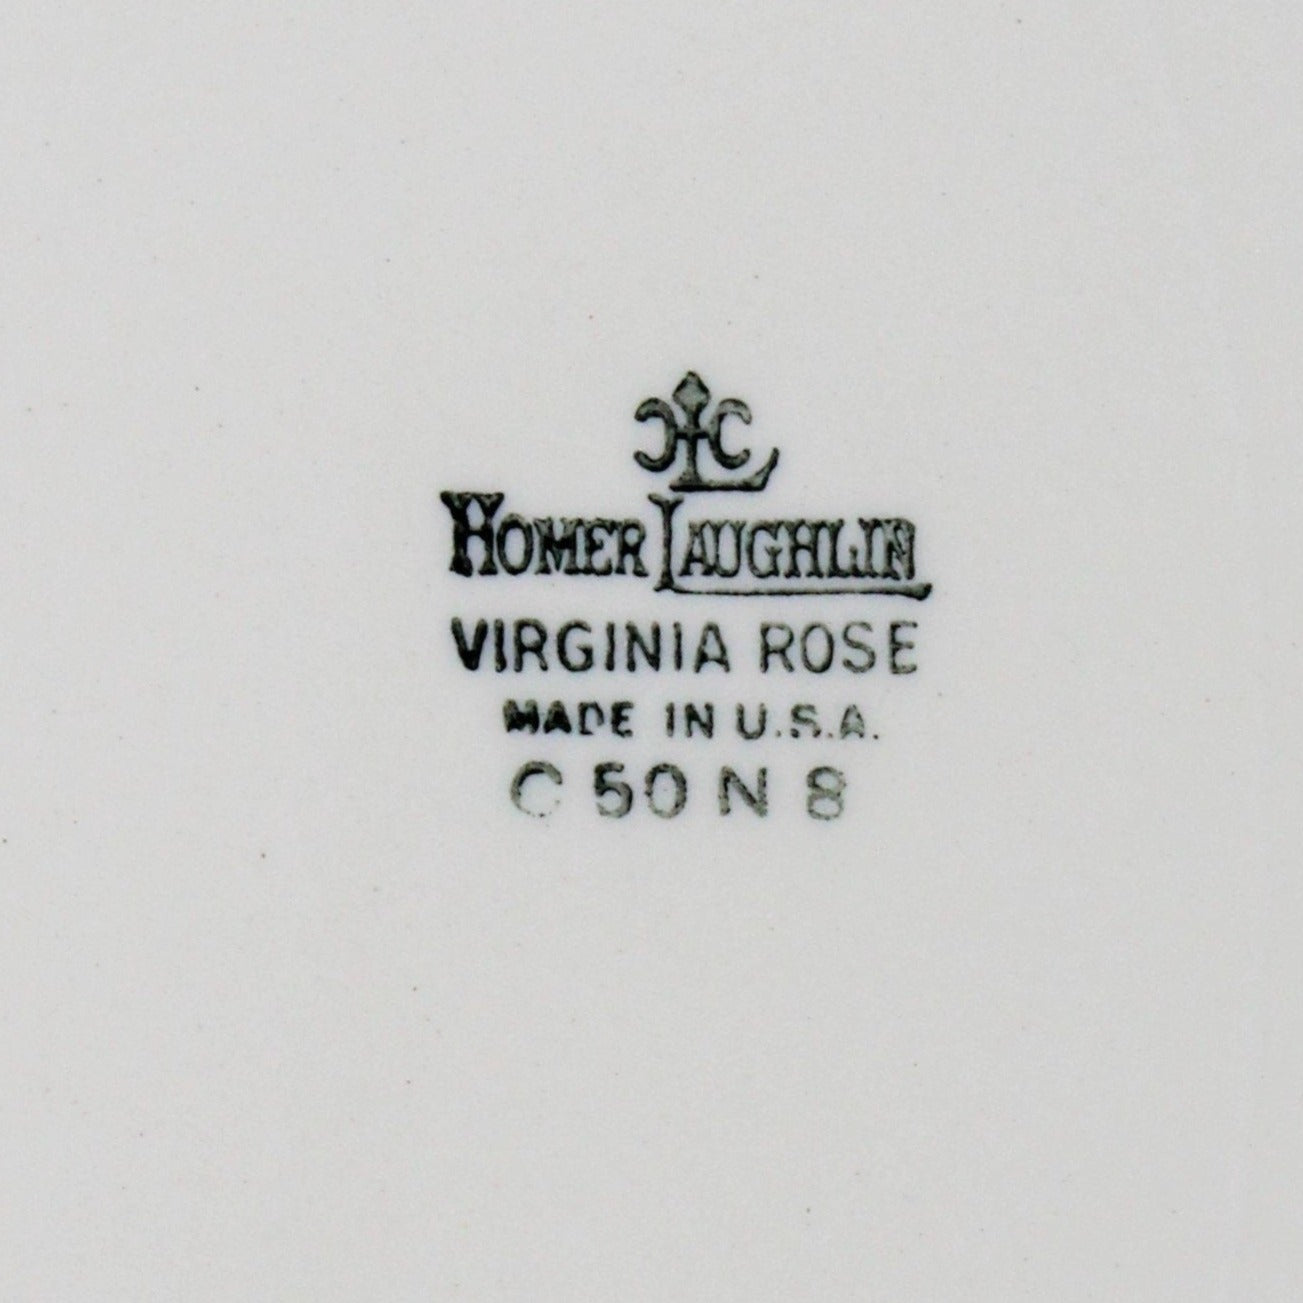 HLC
HOMER LAUGHLIN
VIRGINIA ROSE
MADE IN U.S.A.
C 50 N 8